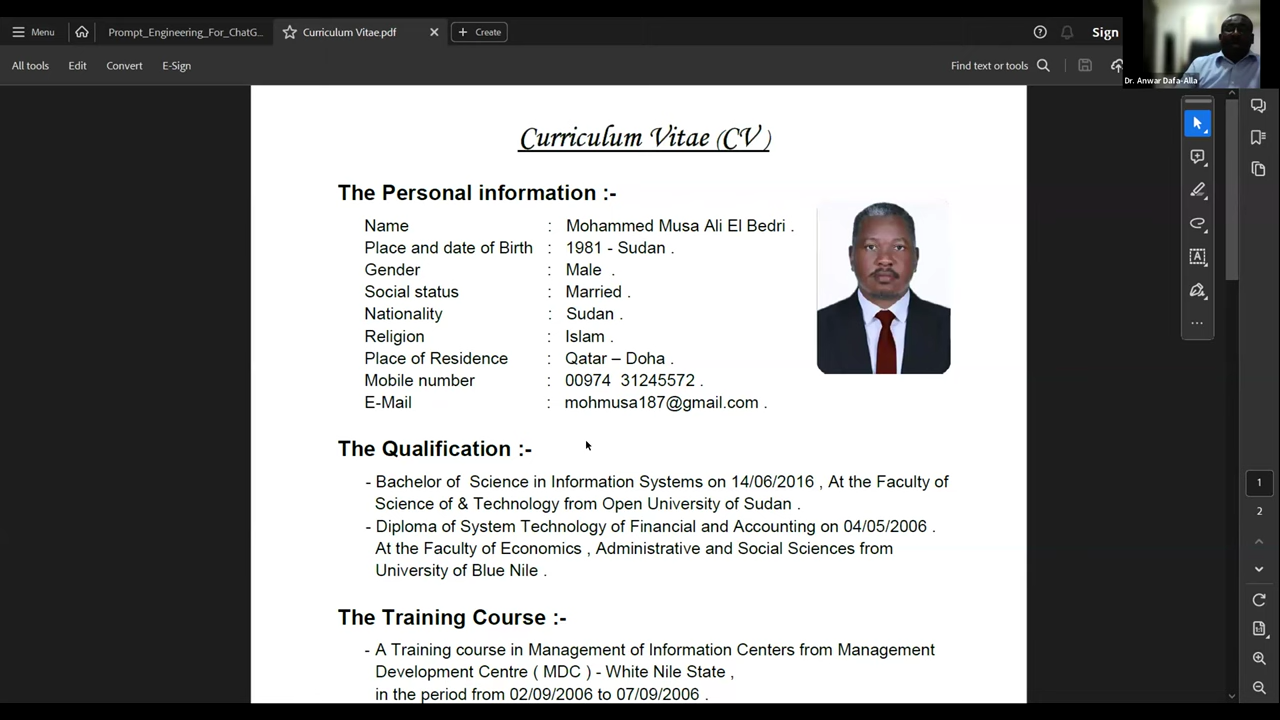 Menu
Prompt_Engineering_For_ChatG...
Curriculum Vitae.pdf
Create
Sign
All tools
Edit
Convert
E-Sign
Find text or tools
Dr. Anwar Dafa-Alla
Curriculum Vitae (CV)
The Personal information :-
Name : Mohammed Musa Ali El Bedri .
Place and date of Birth : 1981 - Sudan .
Gender : Male .
Social status : Married .
Nationality : Sudan .
Religion : Islam .
Place of Residence : Qatar – Doha .
Mobile number : 00974 31245572 .
E-Mail : mohmusa187@gmail.com .
The Qualification :-
- Bachelor of Science in Information Systems on 14/06/2016 , At the Faculty of
Science of & Technology from Open University of Sudan .
- Diploma of System Technology of Financial and Accounting on 04/05/2006 .
At the Faculty of Economics , Administrative and Social Sciences from
University of Blue Nile .
The Training Course :-
- A Training course in Management of Information Centers from Management
Development Centre ( MDC ) - White Nile State ,
in the period from 02/09/2006 to 07/09/2006 .
1
2